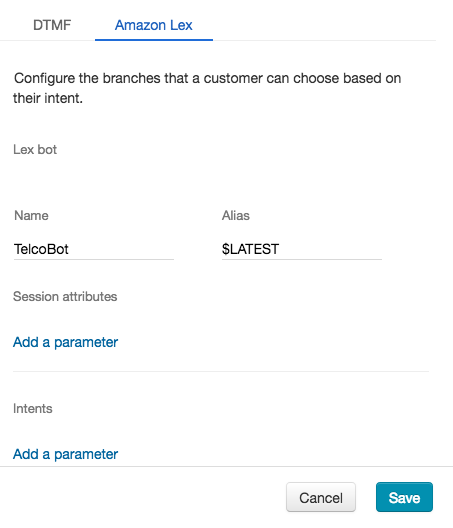 DTMF Amazon Lex
Configure the branches that a customer can choose based on
their intent.
Lex bot
Name Alias
TelcoBot $LATEST
Session attributes
Add a parameter
Intents
Add a parameter
Cancel Save